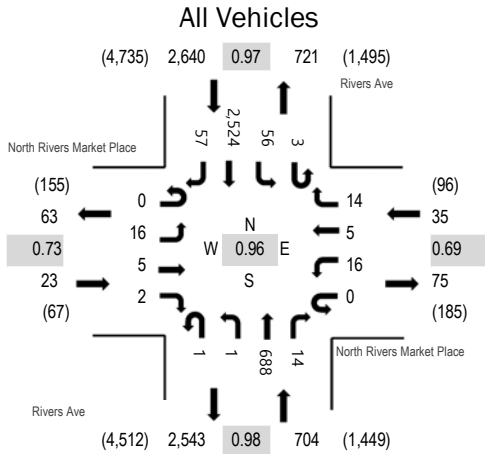 All Vehicles
(4,735) 2,640 0.97 721 (1,495)
Rivers Ave
57 2,524 56 3
North Rivers Market Place
(155) 0 14 (96)
63 16 N 5 35
0.73 W 0.96 E 0.69
23 5 S 16 75
(67) 2 0 (185)
1 1 688 14
North Rivers Market Place
Rivers Ave
(4,512) 2,543 0.98 704 (1,449)